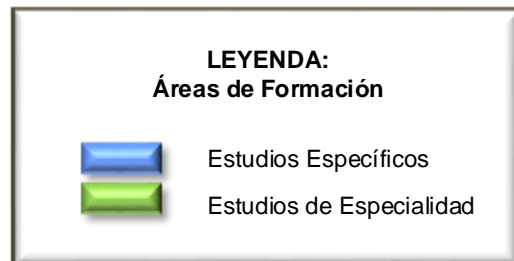 LEYENDA:
Áreas de Formación
Estudios Específicos
Estudios de Especialidad